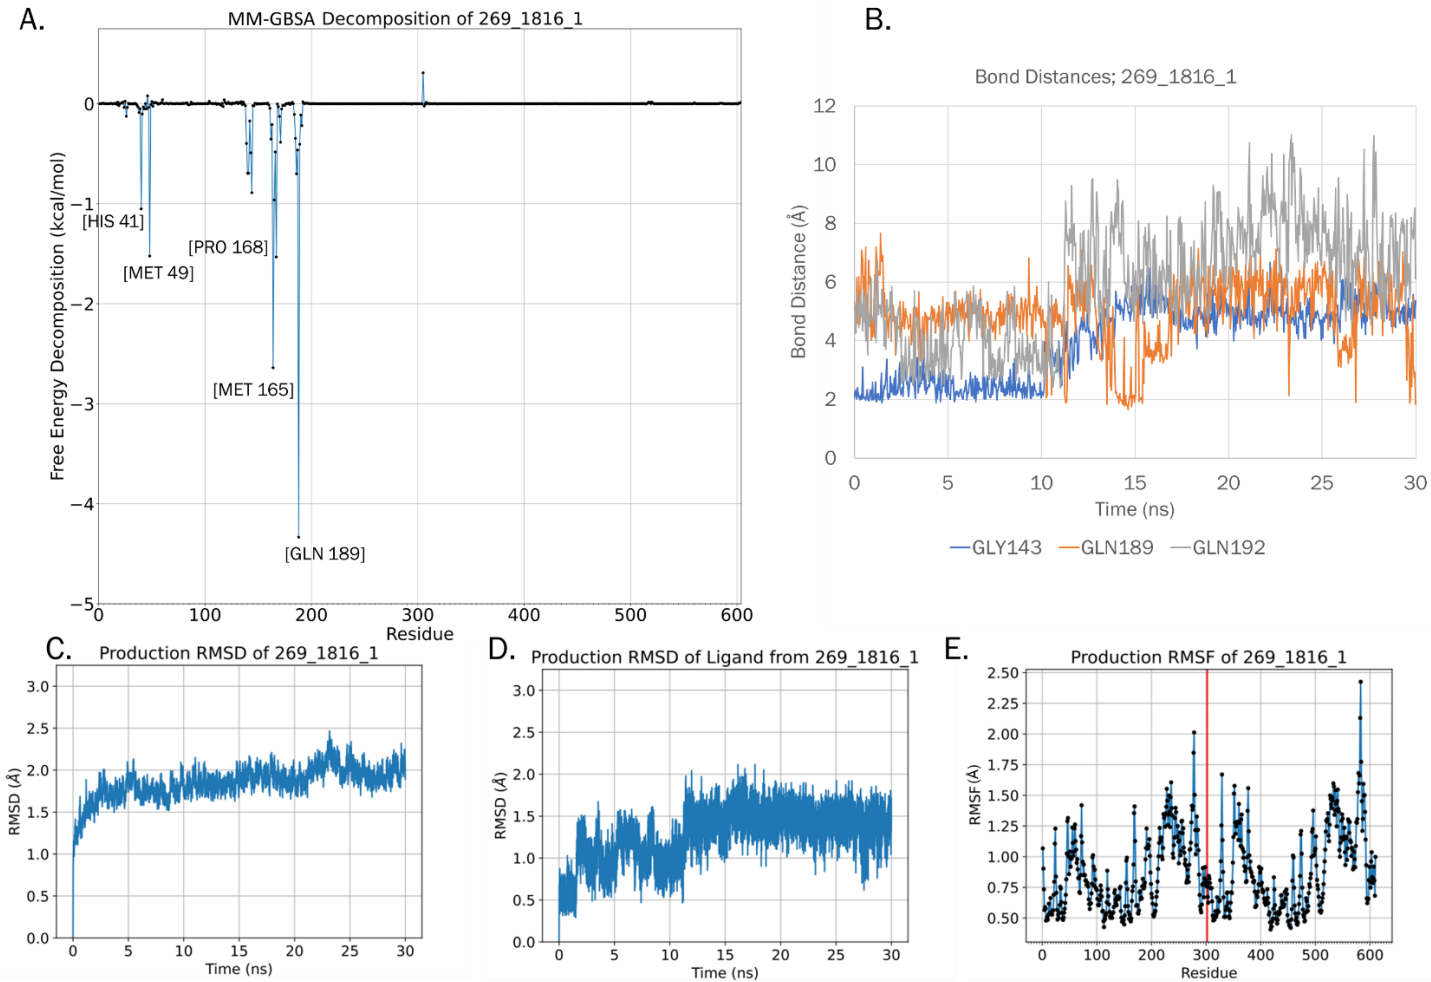 A.
MM-GBSA Decomposition of 269_1816_1
Free Energy Decomposition (kcal/mol)
0
−1
−2
−3
−4
−5
[HIS 41]
[MET 49]
[PRO 168]
[MET 165]
[GLN 189]
0 100 200 300 400 500 600
Residue
B.
Bond Distances; 269_1816_1
Bond Distance (Å)
12
10
8
6
4
2
0
0 5 10 15 20 25 30
Time (ns)
GLY143 GLN189 GLN192
C.
Production RMSD of 269_1816_1
RMSD (Å)
3.0
2.5
2.0
1.5
1.0
0.5
0.0
0 5 10 15 20 25 30
Time (ns)
D.
Production RMSD of Ligand from 269_1816_1
RMSD (Å)
3.0
2.5
2.0
1.5
1.0
0.5
0.0
0 5 10 15 20 25 30
Time (ns)
E.
Production RMSF of 269_1816_1
RMSF (Å)
2.50
2.25
2.00
1.75
1.50
1.25
1.00
0.75
0.50
0 100 200 300 400 500 600
Residue